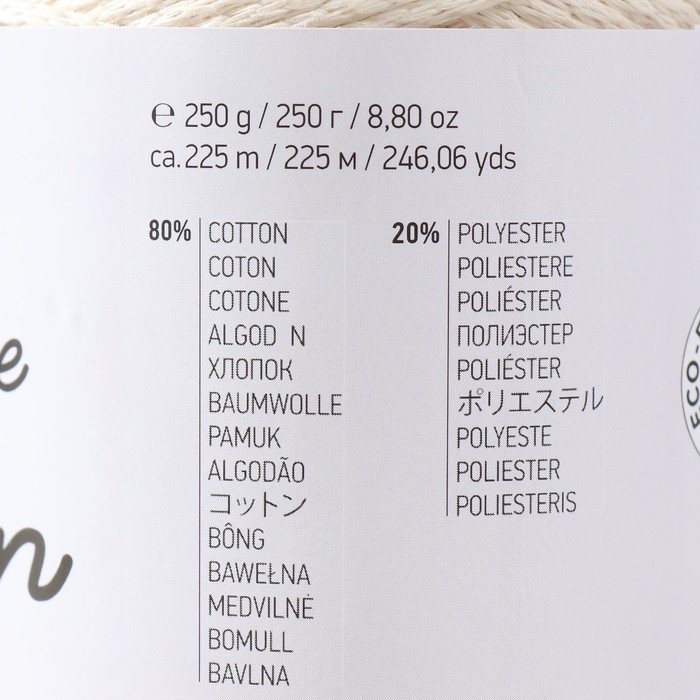 ℮ 250 g / 250 г / 8,80 oz
ca. 225 m / 225 м / 246,06 yds
80%
COTTON
COTON
COTONE
ALGOD N
ХЛОПОК
BAUMWOLLE
PAMUK
ALGODÃO
コットン
BÔNG
BAWEŁNA
MEDVILNĖ
BOMULL
BAVLNA
20%
POLYESTER
POLIESTERE
POLIÉSTER
ПОЛИЭСТЕР
POLIÉSTER
ポリエステル
POLYESTE
POLIESTER
POLIESTERIS
e
n
ECO-